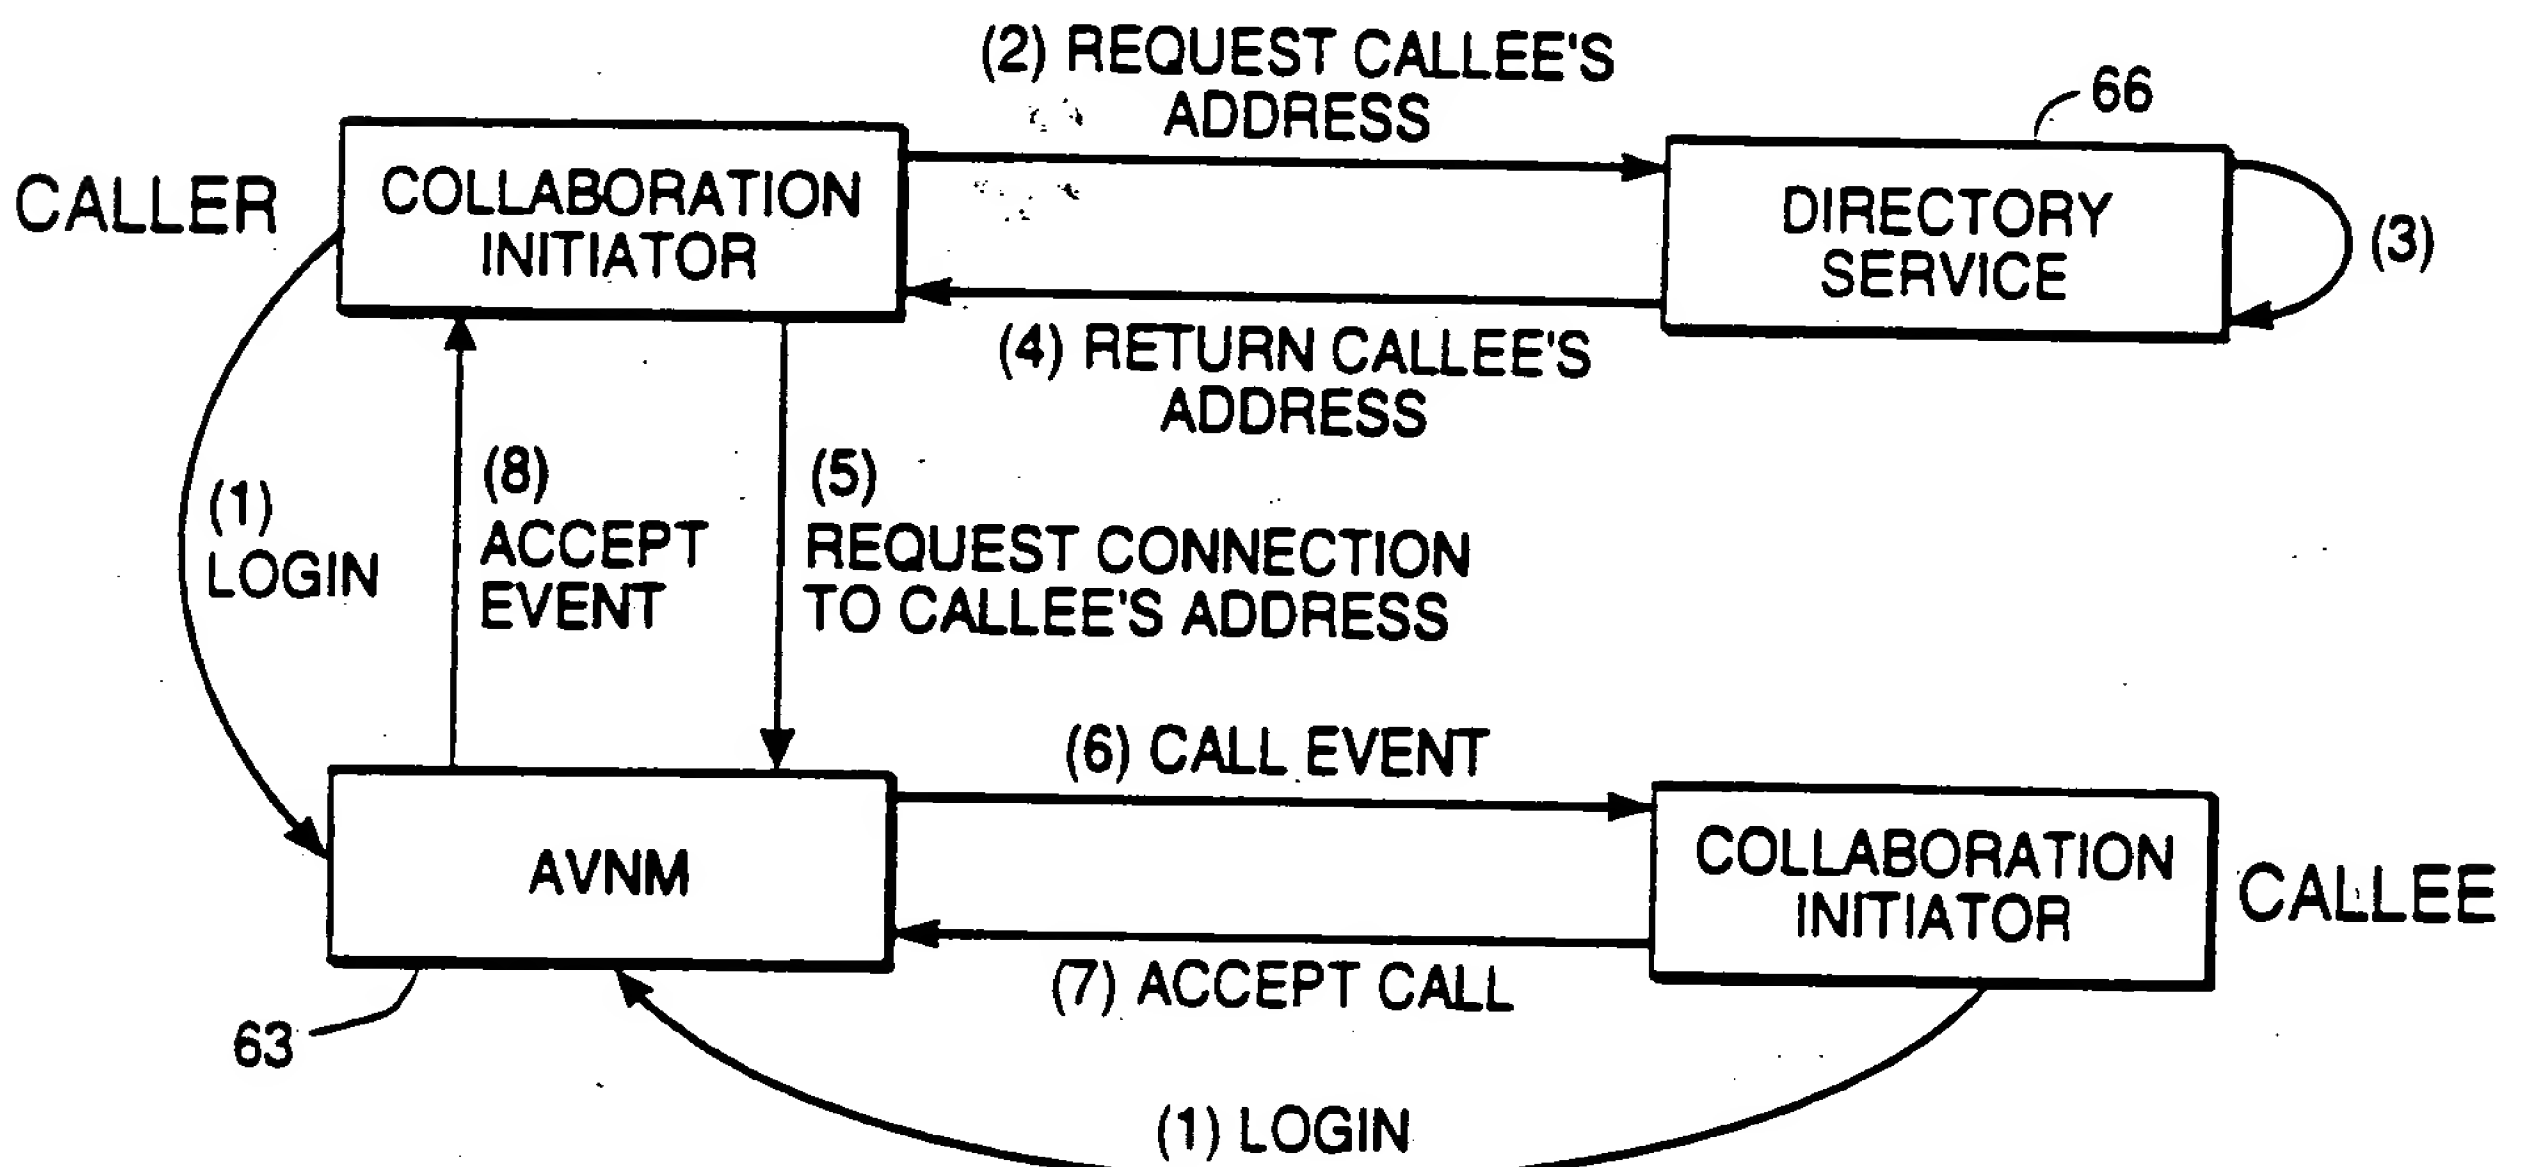 (2) REQUEST CALLEE'S
ADDRESS
66
CALLER
COLLABORATION
INITIATOR
DIRECTORY
SERVICE
(3)
(4) RETURN CALLEE'S
ADDRESS
(1)
LOGIN
(8)
ACCEPT
EVENT
(5)
REQUEST CONNECTION
TO CALLEE'S ADDRESS
(6) CALL EVENT
AVNM
COLLABORATION
INITIATOR
CALLEE
(7) ACCEPT CALL
63
(1) LOGIN